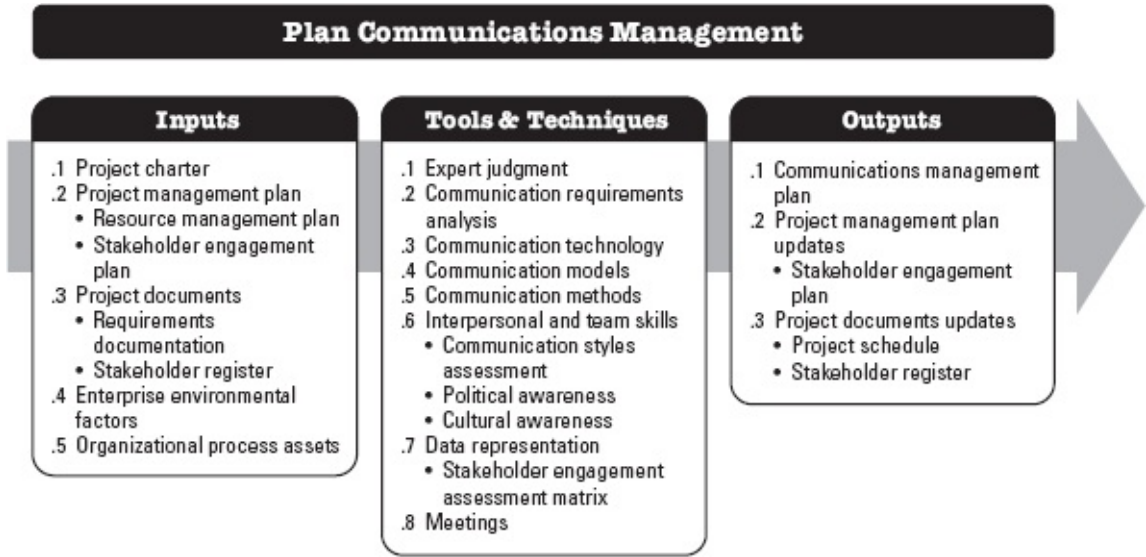 Plan Communications Management
Inputs
.1 Project charter
.2 Project management plan
• Resource management plan
• Stakeholder engagement
plan
.3 Project documents
• Requirements
documentation
• Stakeholder register
.4 Enterprise environmental
factors
.5 Organizational process assets
Tools & Techniques
.1 Expert judgment
.2 Communication requirements
analysis
.3 Communication technology
.4 Communication models
.5 Communication methods
.6 Interpersonal and team skills
• Communication styles
assessment
• Political awareness
• Cultural awareness
.7 Data representation
• Stakeholder engagement
assessment matrix
.8 Meetings
Outputs
.1 Communications management
plan
.2 Project management plan
updates
• Stakeholder engagement
plan
.3 Project documents updates
• Project schedule
• Stakeholder register